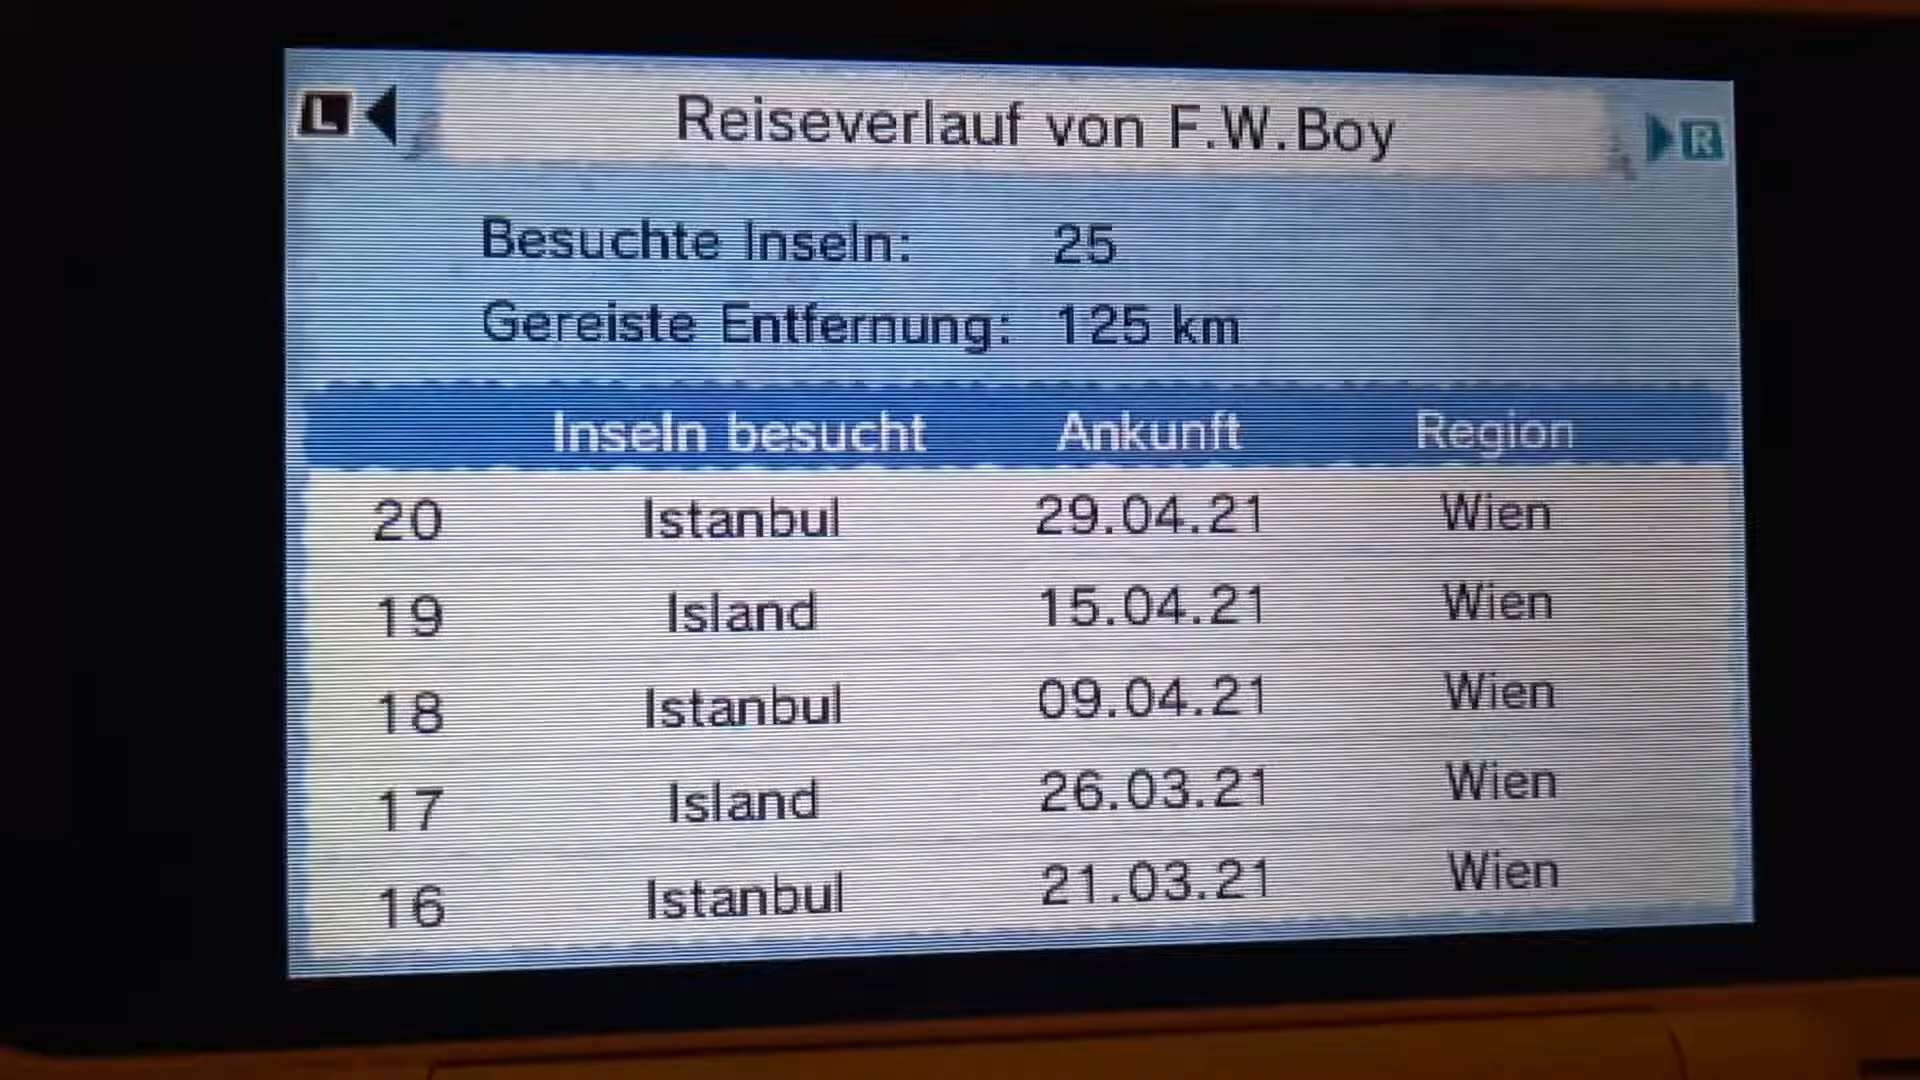 L Reiseverlauf von F.W.Boy R
Besuchte Inseln: 25
Gereiste Entfernung: 125 km
Inseln besucht Ankunft Region
20 Istanbul 29.04.21 Wien
19 Island 15.04.21 Wien
18 Istanbul 09.04.21 Wien
17 Island 26.03.21 Wien
16 Istanbul 21.03.21 Wien